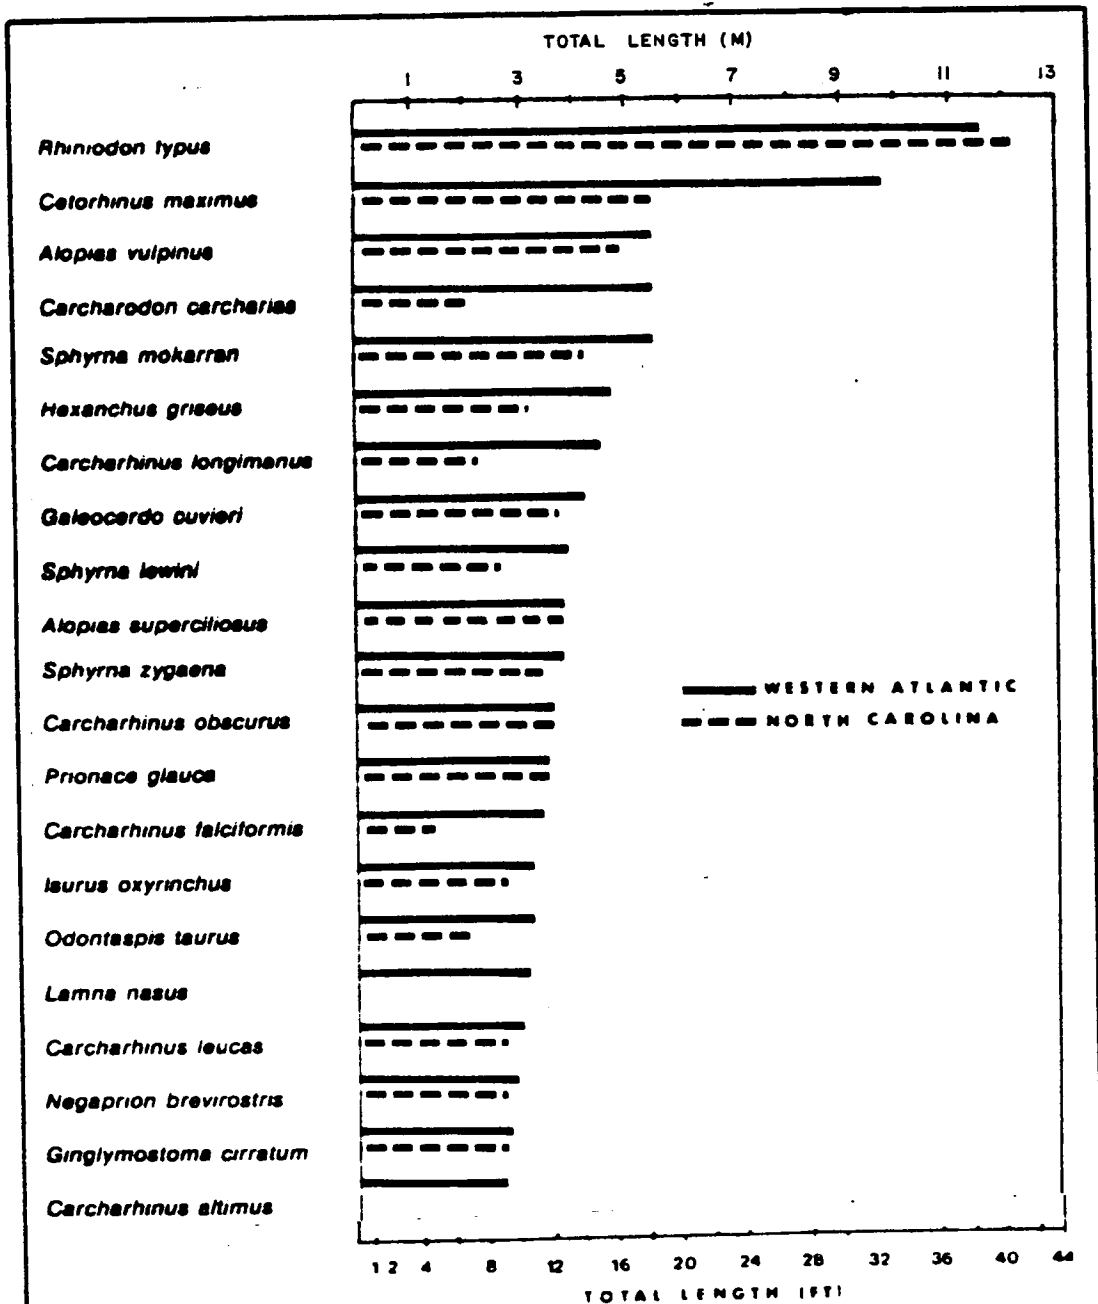 TOTAL LENGTH (M)
1 3 5 7 9 11 13
Rhiniodon typus
Cetorhinus maximus
Alopias vulpinus
Carcharodon carcharias
Sphyrna mokarran
Hexanchus griseus
Carcharhinus longimanus
Galeocerdo cuvieri
Sphyrna lewini
Alopias superciliosus
Sphyrna zygaena
WESTERN ATLANTIC
Carcharhinus obscurus
NORTH CAROLINA
Prionace glauca
Carcharhinus falciformis
Isurus oxyrinchus
Odontaspis taurus
Lamna nasus
Carcharhinus leucas
Negaprion brevirostris
Ginglymostoma cirratum
Carcharhinus altimus
1 2 4 8 12 16 20 24 28 32 36 40 44
TOTAL LENGTH (FT)